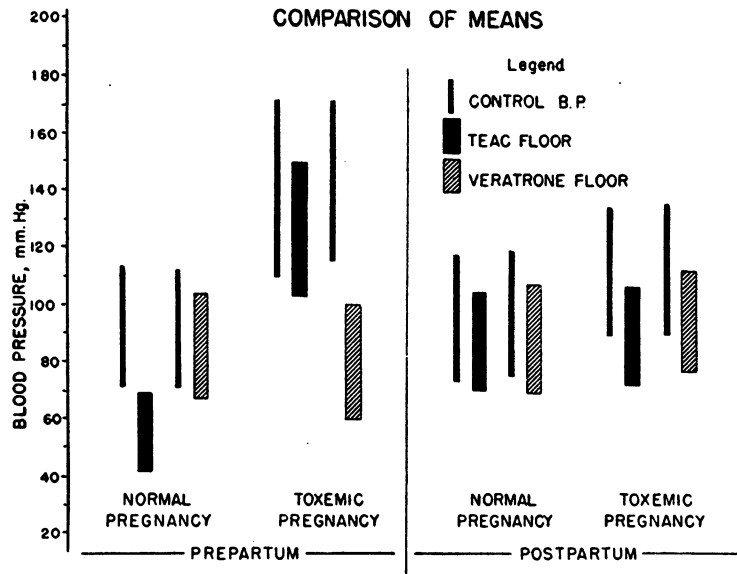 COMPARISON OF MEANS
Legend
CONTROL B.P.
TEAC FLOOR
VERATRONE FLOOR
BLOOD PRESSURE, mm.Hg.
200
180
160
140
120
100
80
60
40
20
NORMAL PREGNANCY
TOXEMIC PREGNANCY
NORMAL PREGNANCY
TOXEMIC PREGNANCY
PREPARTUM
POSTPARTUM